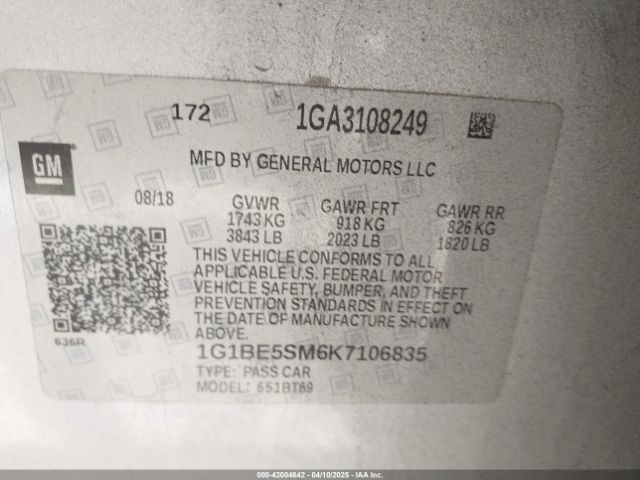 172 1GA3108249
GM
MFD BY GENERAL MOTORS LLC
08/18 GVWR GAWR FRT GAWR RR
1743 KG 918 KG 826 KG
3843 LB 2023 LB 1820 LB
THIS VEHICLE CONFORMS TO ALL
APPLICABLE U.S. FEDERAL MOTOR
VEHICLE SAFETY, BUMPER, AND THEFT
PREVENTION STANDARDS IN EFFECT ON
THE DATE OF MANUFACTURE SHOWN
ABOVE.
636R
1G1BE5SM6K7106835
TYPE: PASS CAR
MODEL: 651BT69
000-42004642 - 04/10/2025 - IAA Inc.